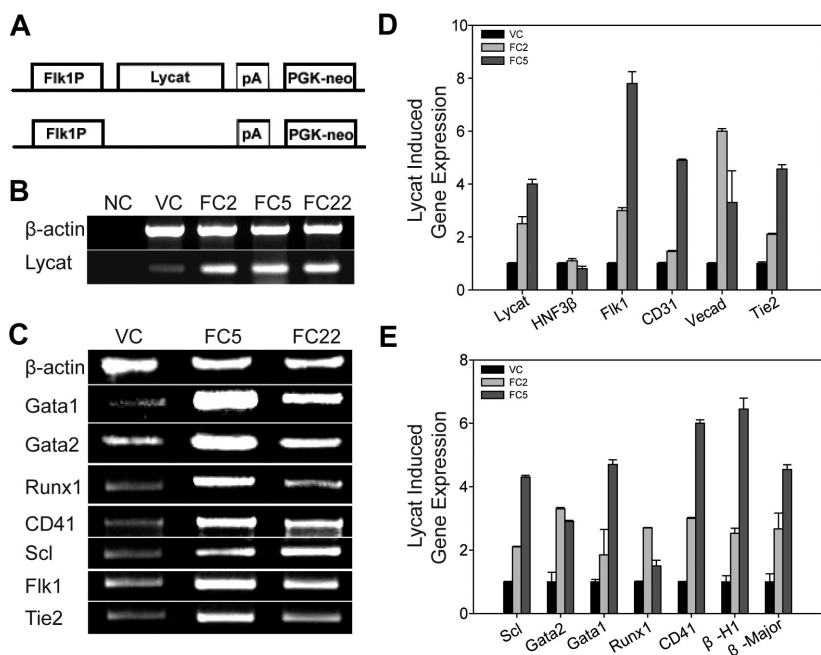 A
Flk1P Lycat pA PGK-neo
Flk1P pA PGK-neo
B
NC VC FC2 FC5 FC22
β-actin
Lycat
C
VC FC5 FC22
β-actin
Gata1
Gata2
Runx1
CD41
Scl
Flk1
Tie2
D
VC
FC2
FC5
Lycat Induced
Gene Expression
10
8
6
4
2
0
Lycat HNF3β Flk1 CD31 Vecad Tie2
E
VC
FC2
FC5
Lycat Induced
Gene Expression
8
6
4
2
0
Scl Gata2 Gata1 Runx1 CD41 β -H1 β -Major